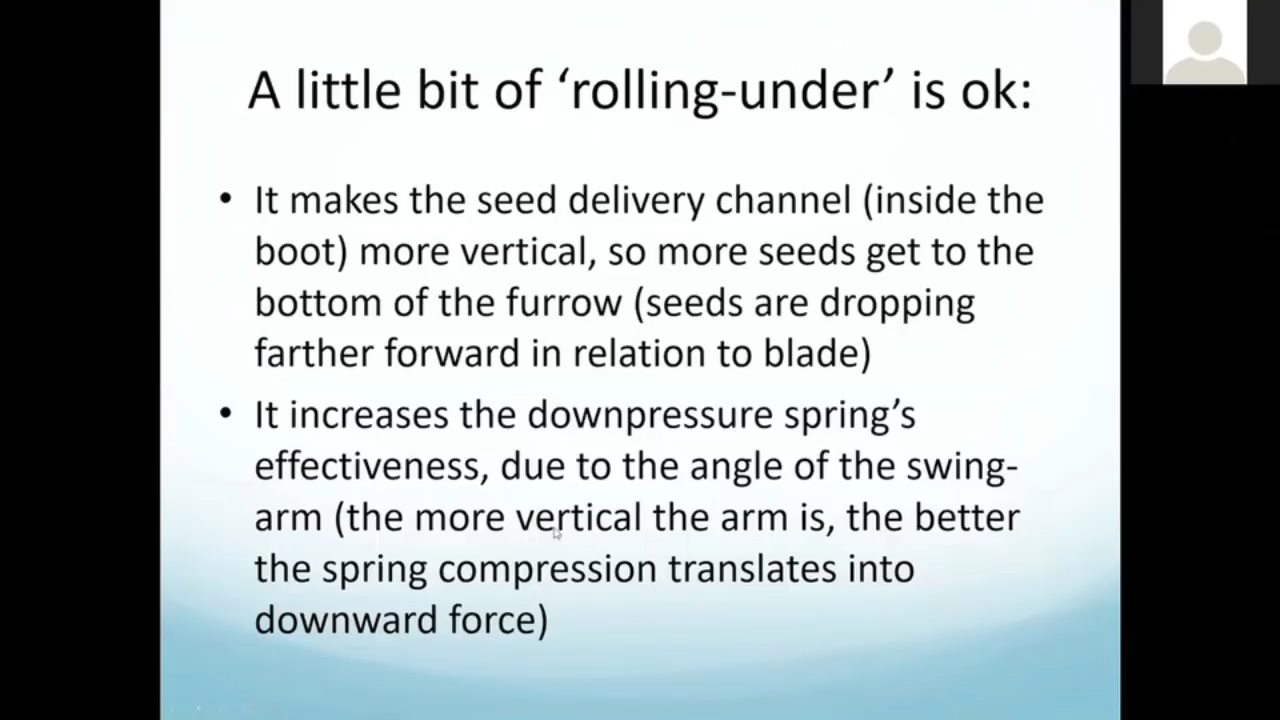 A little bit of ‘rolling-under’ is ok:
• It makes the seed delivery channel (inside the
boot) more vertical, so more seeds get to the
bottom of the furrow (seeds are dropping
farther forward in relation to blade)
• It increases the downpressure spring’s
effectiveness, due to the angle of the swing-
arm (the more vertical the arm is, the better
the spring compression translates into
downward force)